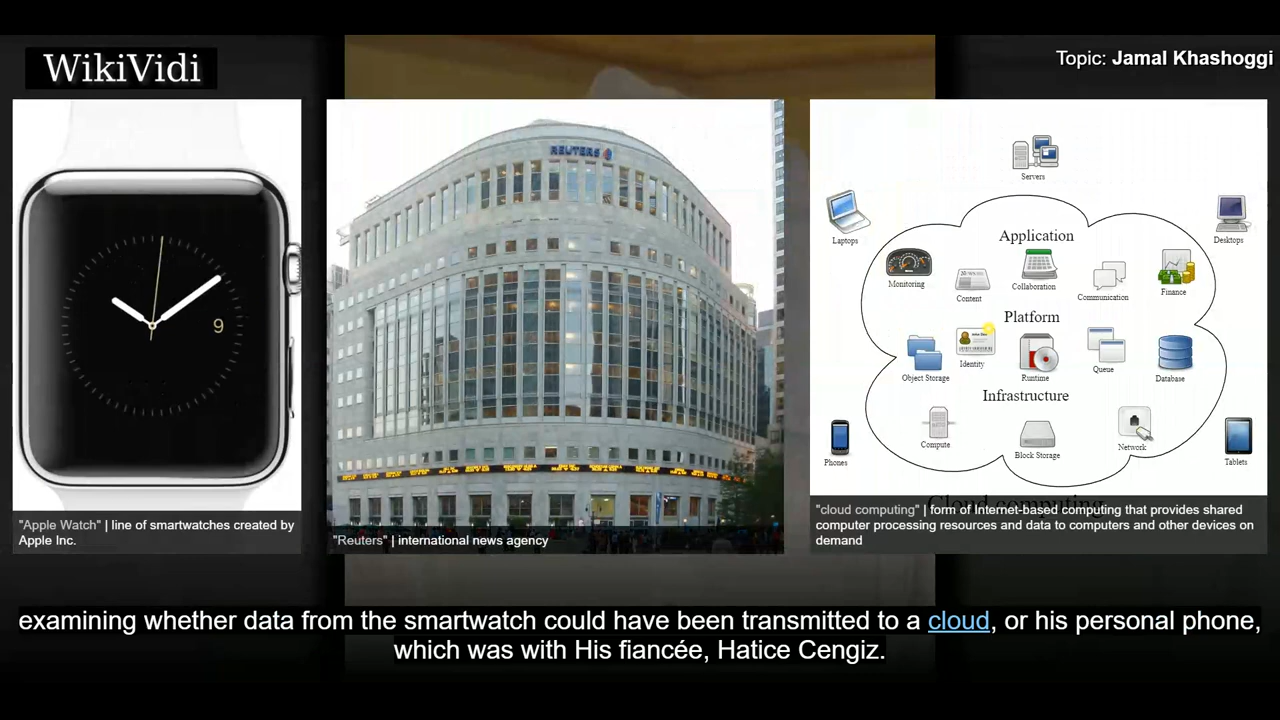 WikiVidi
Topic: Jamal Khashoggi
9
"Apple Watch" | line of smartwatches created by
Apple Inc.
REUTERS
"Reuters" | international news agency
Servers
Laptops
Desktops
Application
Monitoring
Content
Collaboration
Communication
Finance
Platform
Object Storage
Identity
Runtime
Queue
Database
Infrastructure
Compute
Block Storage
Network
Phones
Tablets
Cloud computing
"cloud computing" | form of Internet-based computing that provides shared
computer processing resources and data to computers and other devices on
demand
examining whether data from the smartwatch could have been transmitted to a cloud, or his personal phone,
which was with His fiancée, Hatice Cengiz.